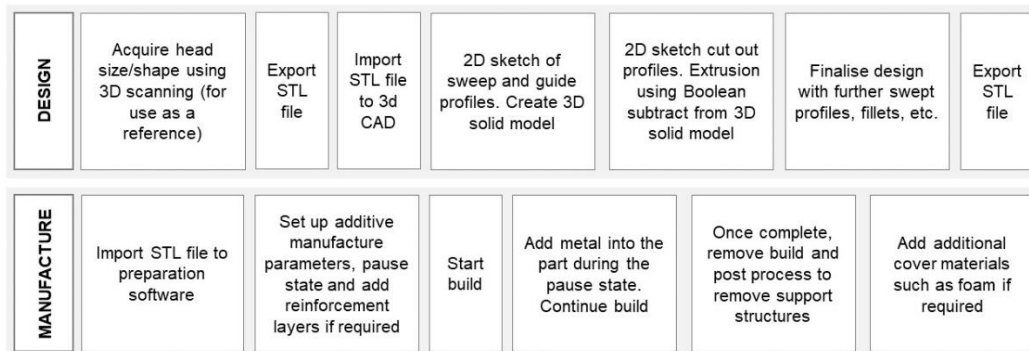 DESIGN
Acquire head
size/shape using
3D scanning (for
use as a
reference)
Export
STL
file
Import
STL file
to 3d
CAD
2D sketch of
sweep and guide
profiles. Create 3D
solid model
2D sketch cut out
profiles. Extrusion
using Boolean
subtract from 3D
solid model
Finalise design
with further swept
profiles, fillets, etc.
Export
STL
file
MANUFACTURE
Import STL file to
preparation
software
Set up additive
manufacture
parameters, pause
state and add
reinforcement
layers if required
Start
build
Add metal into the
part during the
pause state.
Continue build
Once complete,
remove build and
post process to
remove support
structures
Add additional
cover materials
such as foam if
required